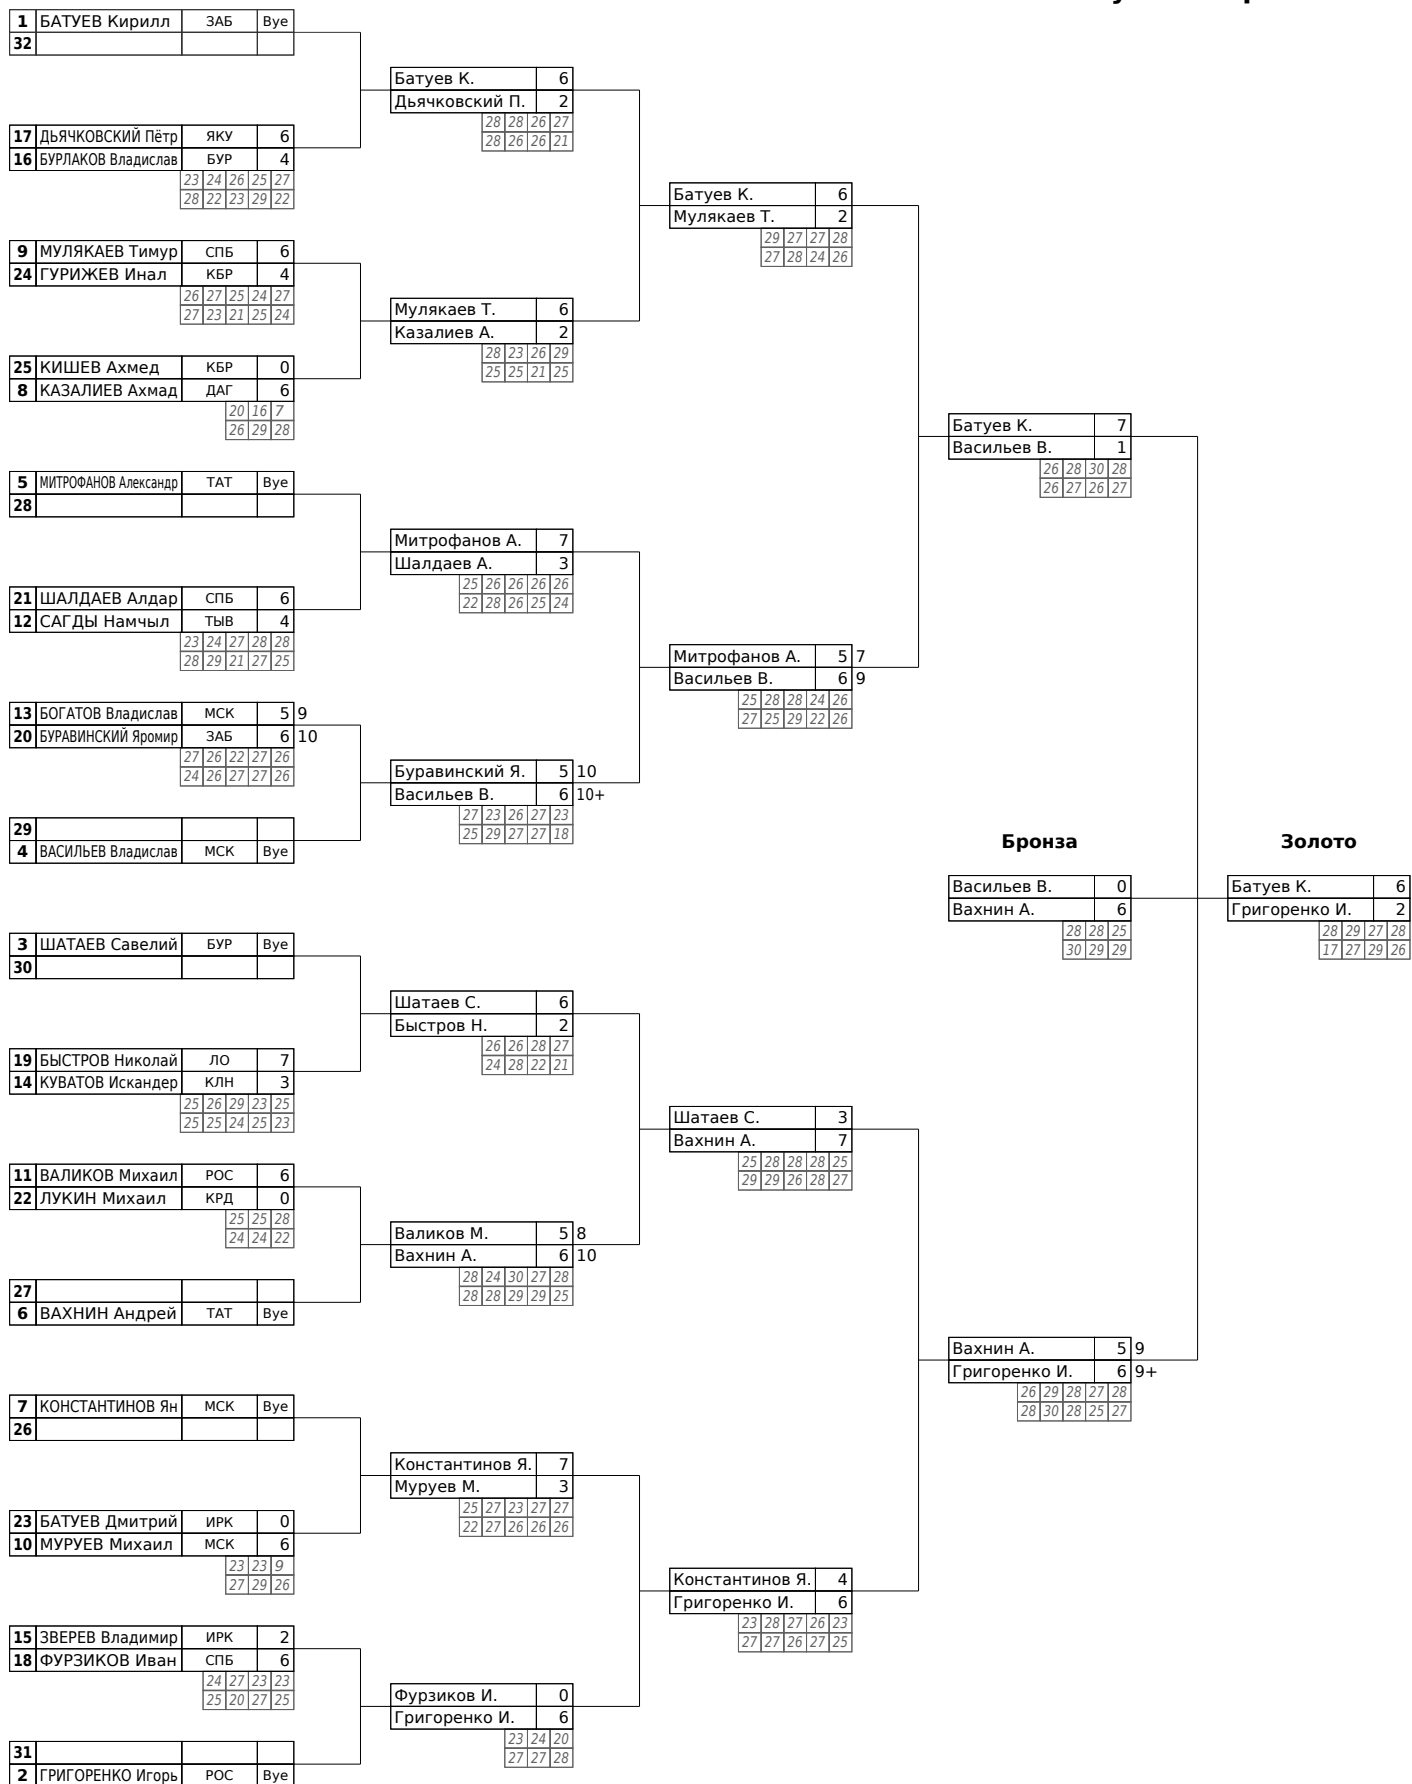 1 БАТУЕВ Кирилл ЗАБ Bye
32
Батуев К. 6
Дьячковский П. 2
28 28 26 27
28 26 26 21
17 ДЬЯЧКОВСКИЙ Пётр ЯКУ 6
16 БУРЛАКОВ Владислав БУР 4
23 24 26 25 27
28 22 23 29 22
Батуев К. 6
Мулякаев Т. 2
29 27 27 28
27 28 24 26
9 МУЛЯКАЕВ Тимур СПБ 6
24 ГУРИЖЕВ Инал КБР 4
26 27 25 24 27
27 23 21 25 24
Мулякаев Т. 6
Казалиев А. 2
28 23 26 29
25 25 21 25
25 КИШЕВ Ахмед КБР 0
8 КАЗАЛИЕВ Ахмад ДАГ 6
20 16 7
26 29 28
Батуев К. 7
Васильев В. 1
26 28 30 28
26 27 26 27
5 МИТРОФАНОВ Александр ТАТ Bye
28
Митрофанов А. 7
Шалдаев А. 3
25 26 26 26 26
22 28 26 25 24
21 ШАЛДАЕВ Алдар СПБ 6
12 САГДЫ Намчыл ТЫВ 4
23 24 27 28 28
28 29 21 27 25
Митрофанов А. 5 7
Васильев В. 6 9
25 28 28 24 26
27 25 29 22 26
13 БОГАТОВ Владислав МСК 5 9
20 БУРАВИНСКИЙ Яромир ЗАБ 6 10
27 26 22 27 26
24 26 27 27 26
Буравинский Я. 5 10
Васильев В. 6 10+
27 23 26 27 23
25 29 27 27 18
29
4 ВАСИЛЬЕВ Владислав МСК Bye
Бронза
Золото
Васильев В. 0
Вахнин А. 6
28 28 25
30 29 29
Батуев К. 6
Григоренко И. 2
28 29 27 28
17 27 29 26
3 ШАТАЕВ Савелий БУР Bye
30
Шатаев С. 6
Быстров Н. 2
26 26 28 27
24 28 22 21
19 БЫСТРОВ Николай ЛО 7
14 КУВАТОВ Искандер КЛН 3
25 26 29 23 25
25 25 24 25 23
Шатаев С. 3
Вахнин А. 7
25 28 28 28 25
29 29 26 28 27
11 ВАЛИКОВ Михаил РОС 6
22 ЛУКИН Михаил КРД 0
25 25 28
24 24 22
Валиков М. 5 8
Вахнин А. 6 10
28 24 30 27 28
28 28 29 29 25
27
6 ВАХНИН Андрей ТАТ Bye
Вахнин А. 5 9
Григоренко И. 6 9+
26 29 28 27 28
28 30 28 25 27
7 КОНСТАНТИНОВ Ян МСК Bye
26
Константинов Я. 7
Муруев М. 3
25 27 23 27 27
22 27 26 26 26
23 БАТУЕВ Дмитрий ИРК 0
10 МУРУЕВ Михаил МСК 6
23 23 9
27 29 26
Константинов Я. 4
Григоренко И. 6
23 28 27 26 23
27 27 26 27 25
15 ЗВЕРЕВ Владимир ИРК 2
18 ФУРЗИКОВ Иван СПБ 6
24 27 23 23
25 20 27 25
Фурзиков И. 0
Григоренко И. 6
23 24 20
27 27 28
31
2 ГРИГОРЕНКО Игорь РОС Bye